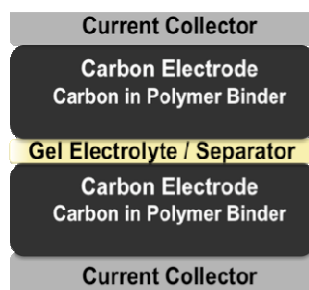 Current Collector
Carbon Electrode
Carbon in Polymer Binder
Gel Electrolyte / Separator
Carbon Electrode
Carbon in Polymer Binder
Current Collector